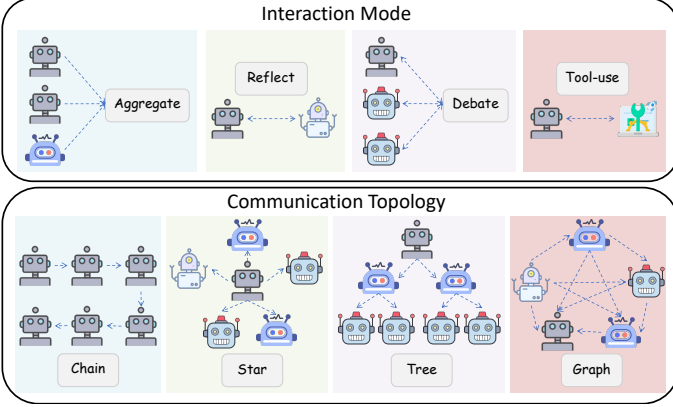 Interaction Mode
Aggregate
Reflect
Debate
Tool-use
Communication Topology
Chain
Star
Tree
Graph